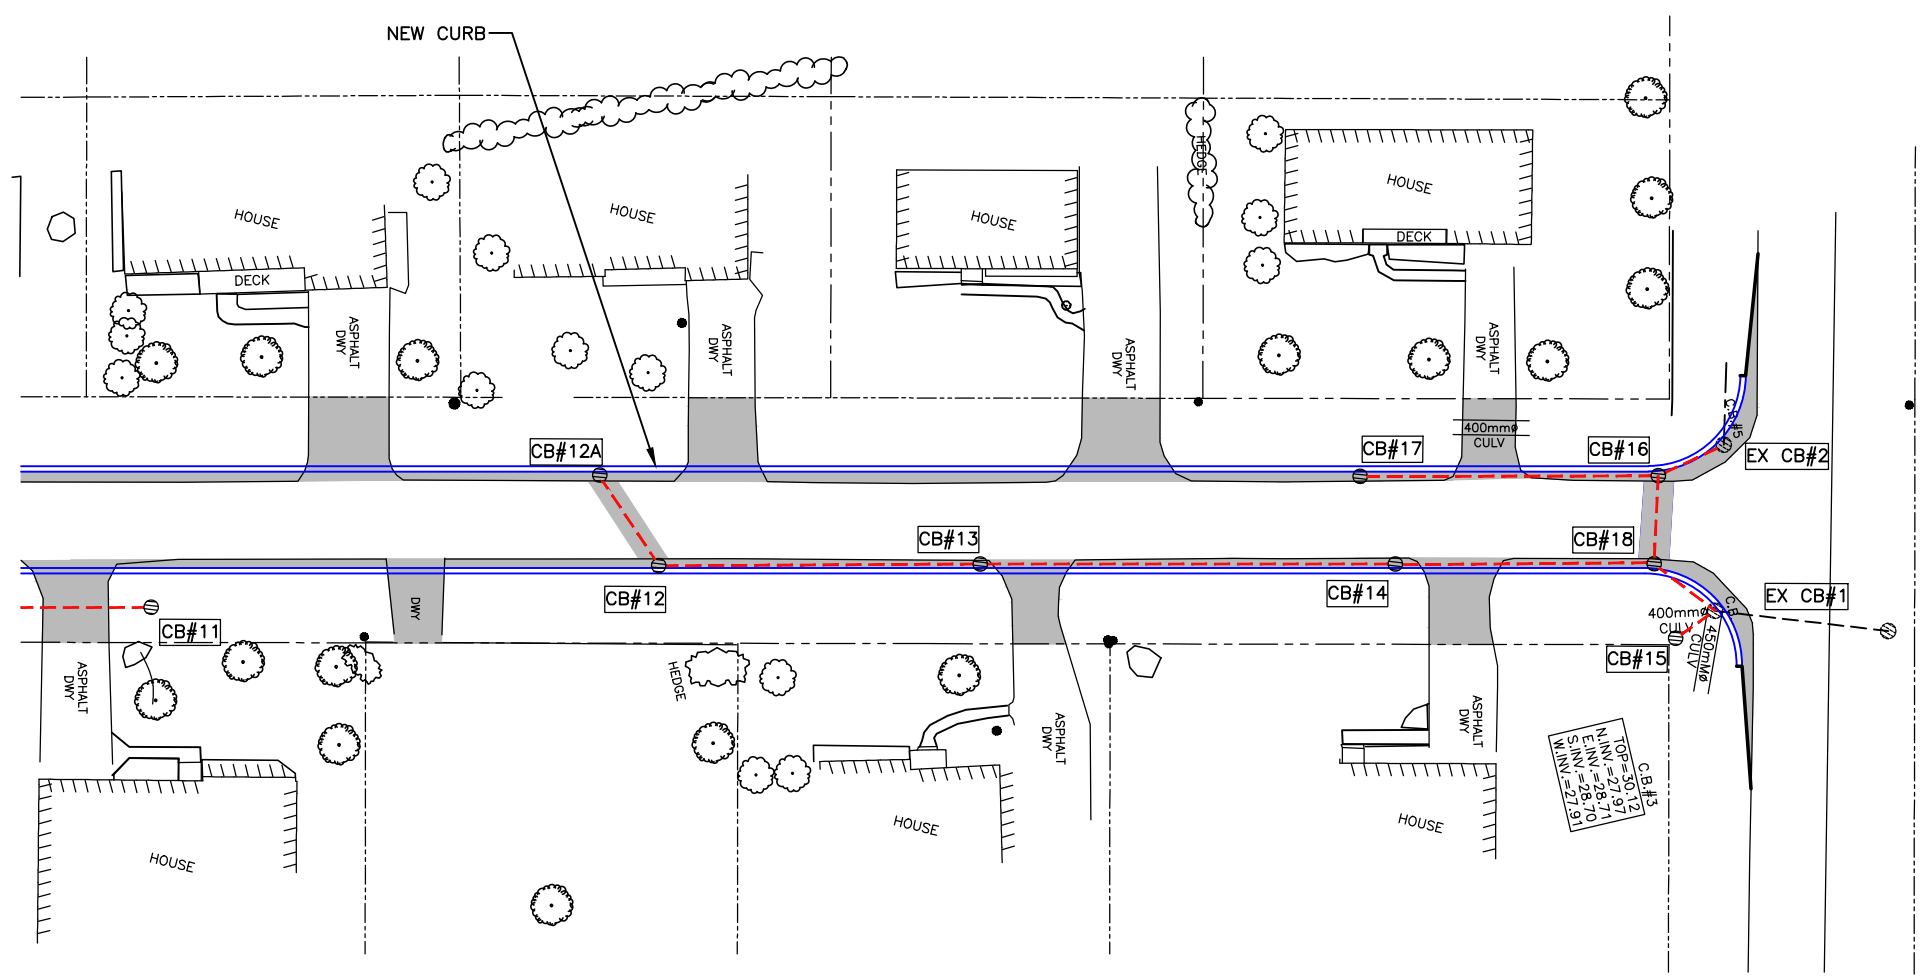 NEW CURB
HEDGE
HOUSE
HOUSE
HOUSE
HOUSE
DECK
DECK
ASPHALT
DWY
ASPHALT
DWY
ASPHALT
DWY
ASPHALT
DWY
400mmø
CULV
C.B.#5
CB#12A
CB#17
CB#16
EX CB#2
CB#13
CB#18
CB#12
CB#14
EX CB#1
C.B.
DWY
400mmø
CULV
450mmø
CULV
CB#11
CB#15
HEDGE
ASPHALT
DWY
ASPHALT
DWY
ASPHALT
DWY
C.B.#3
TOP=30.12
N.INV.=27.97
E.INV.=28.71
S.INV.=28.70
W.INV.=27.91
HOUSE
HOUSE
HOUSE